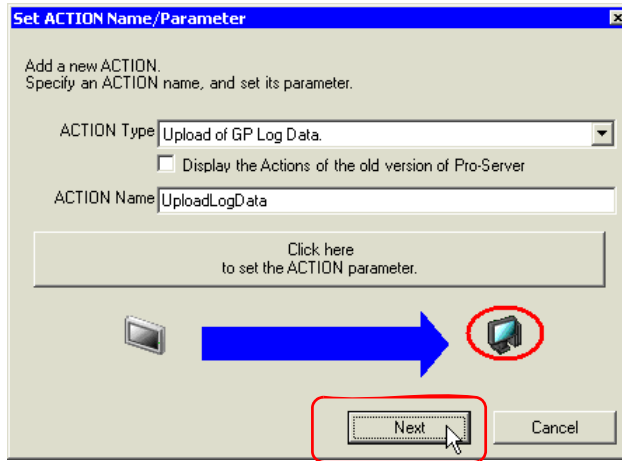 Set ACTION Name/Parameter
Add a new ACTION.
Specify an ACTION name, and set its parameter.
ACTION Type Upload of GP Log Data.
Display the Actions of the old version of Pro-Server
ACTION Name UploadLogData
Click here
to set the ACTION parameter.
Next Cancel